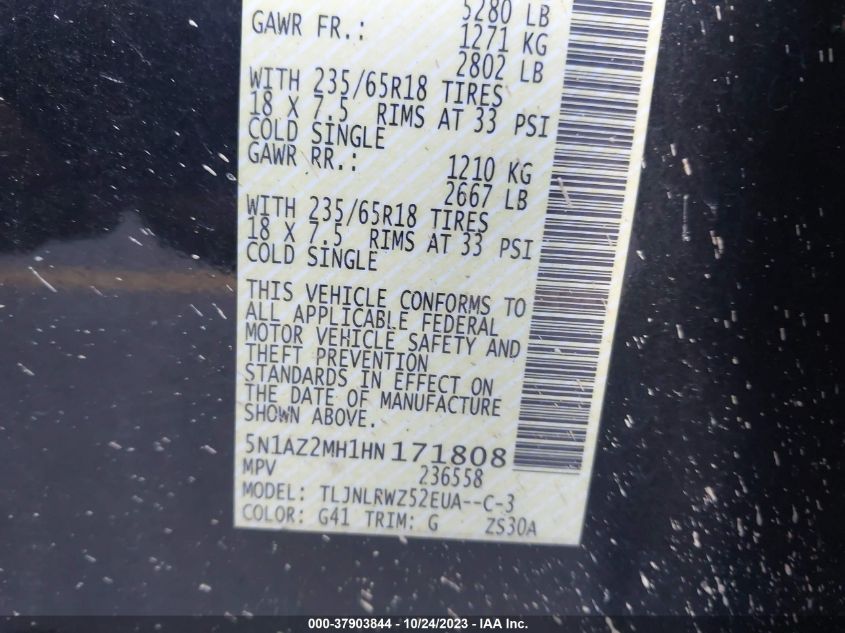 5280 LB
GAWR FR.: 1271 KG
2802 LB
WITH 235/65R18 TIRES
18 X 7.5 RIMS AT 33 PSI
COLD SINGLE
GAWR RR.: 1210 KG
2667 LB
WITH 235/65R18 TIRES
18 X 7.5 RIMS AT 33 PSI
COLD SINGLE
THIS VEHICLE CONFORMS TO
ALL APPLICABLE FEDERAL
MOTOR VEHICLE SAFETY AND
THEFT PREVENTION
STANDARDS IN EFFECT ON
THE DATE OF MANUFACTURE
SHOWN ABOVE.
5N1AZ2MH1HN171808
MPV 236558
MODEL: TLJNLRWZ52EUA--C-3
COLOR: G41 TRIM: G ZS30A
000-37903844 - 10/24/2023 - IAA Inc.